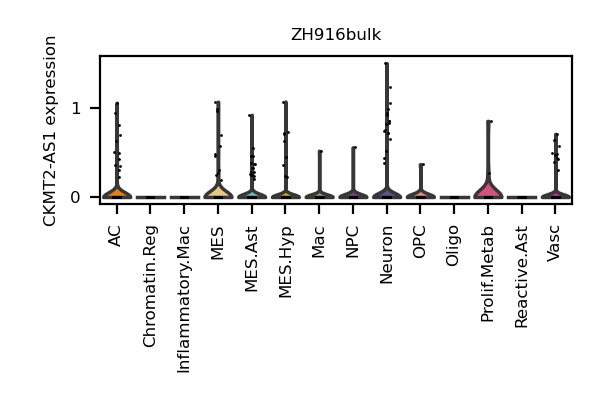 ZH916bulk
CKMT2-AS1 expression
1
0
AC
Chromatin.Reg
Inflammatory.Mac
MES
MES.Ast
MES.Hyp
Mac
NPC
Neuron
OPC
Oligo
Prolif.Metab
Reactive.Ast
Vasc